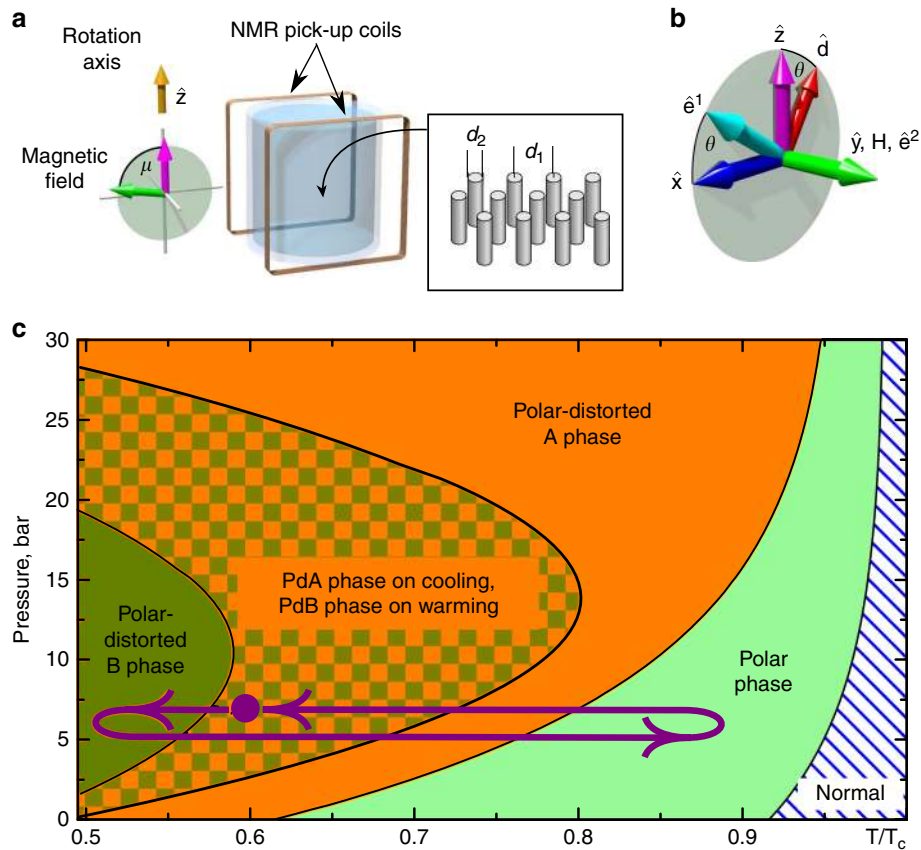 a
Rotation
axis
ẑ
Magnetic
field
μ
NMR pick-up coils
d₂
d₁
b
ẑ
d̂
θ
ê¹
θ
x̂
ŷ, H, ê²
c
Pressure, bar
30
25
20
15
10
5
0
Polar-distorted
A phase
PdA phase on cooling,
PdB phase on warming
Polar-
distorted
B phase
Polar
phase
Normal
0.5
0.6
0.7
0.8
0.9
T/Tc